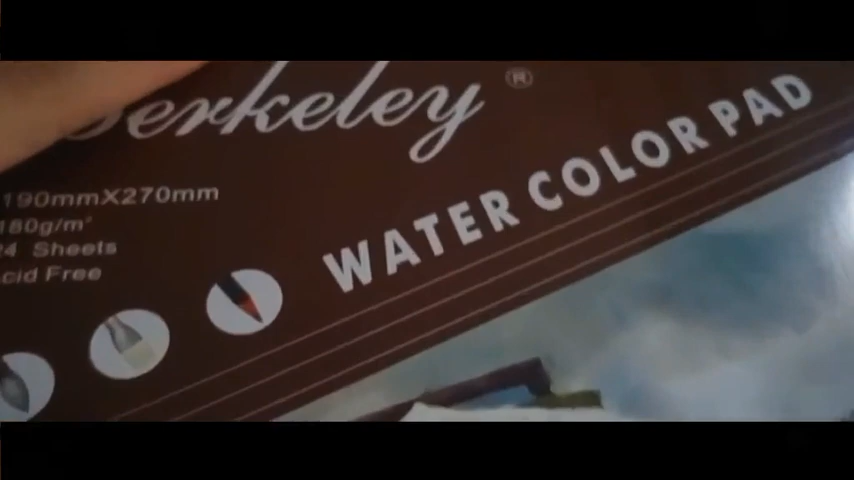 Berkeley®
WATER COLOR PAD
190mmX270mm
180g/m²
24 Sheets
Acid Free